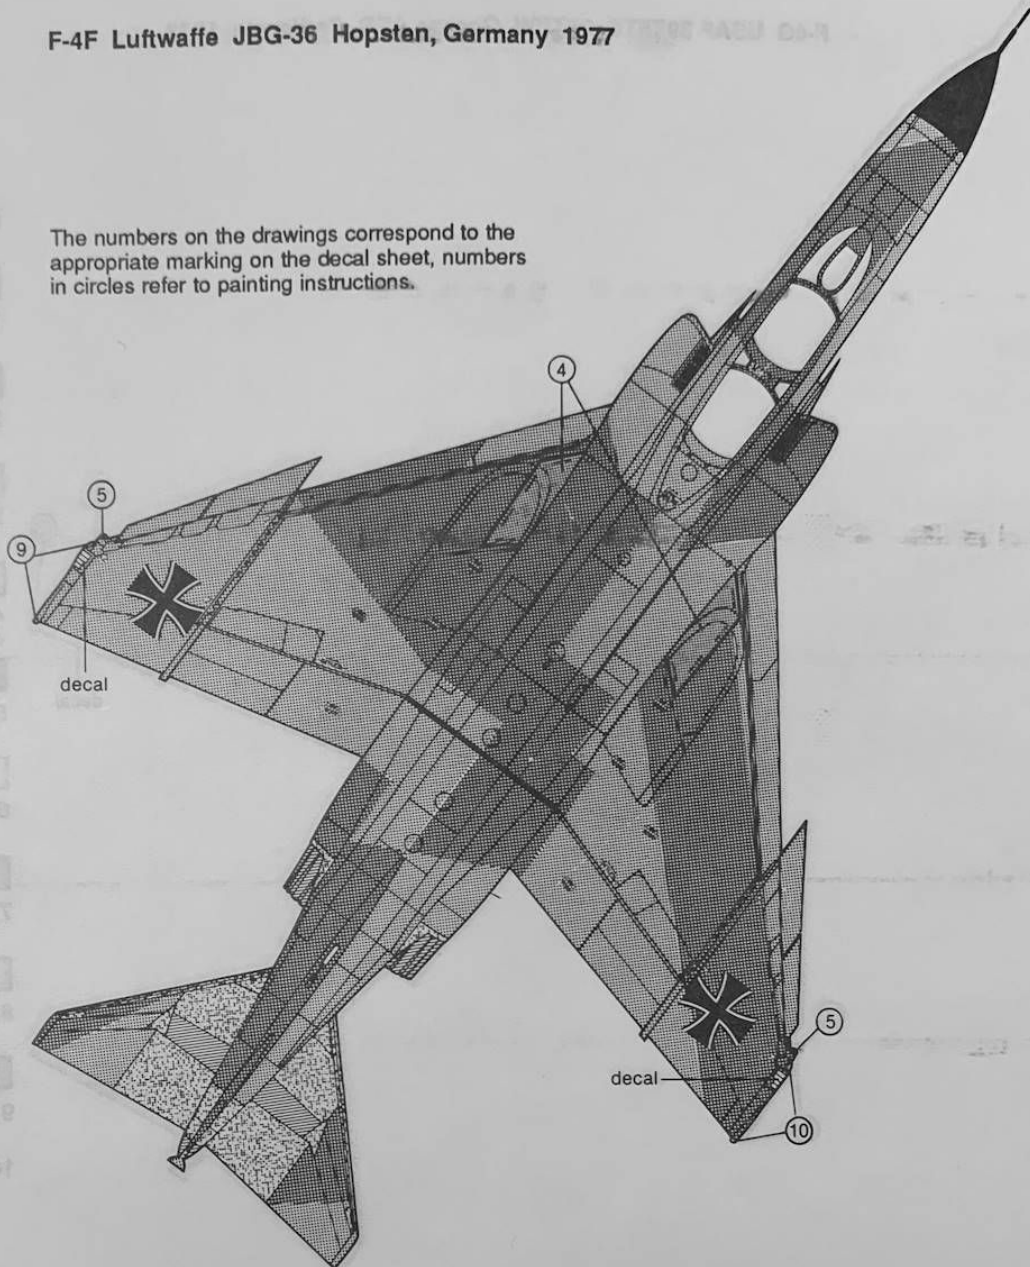 F-4F Luftwaffe JBG-36 Hopsten, Germany 1977
The numbers on the drawings correspond to the
appropriate marking on the decal sheet, numbers
in circles refer to painting instructions.
4
5
9
decal
5
decal
10